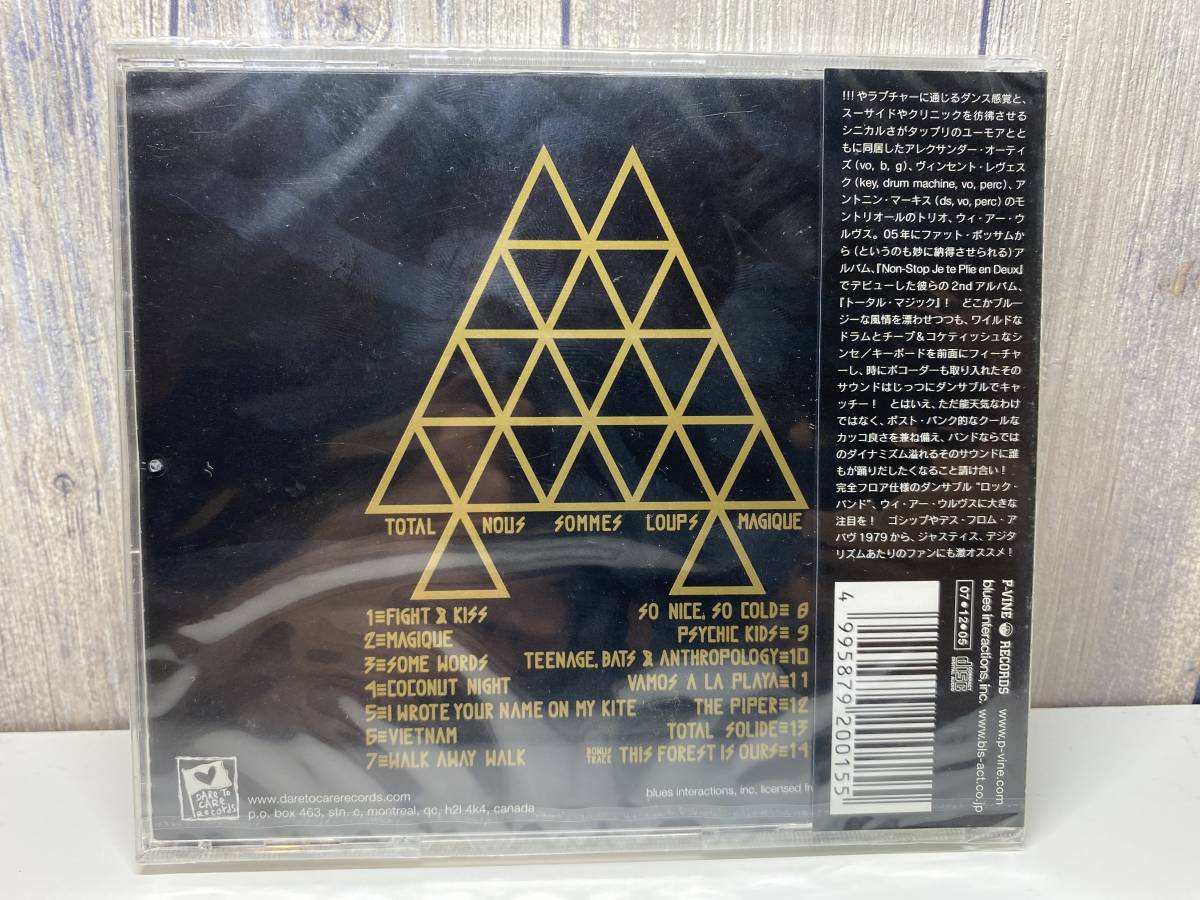 TOTAL NOUS SOMMES LOUPS MAGIQUE
1≡FIGHT & KISS
2≡MAGIQUE
3≡SOME WORDS
4≡COCONUT NIGHT
5≡I WROTE YOUR NAME ON MY KITE
6≡VIETNAM
7≡WALK AWAY WALK
SO NICE, SO COLD≡8
PSYCHIC KIDS≡9
TEENAGE, BATS & ANTHROPOLOGY≡10
VAMOS A LA PLAYA≡11
THE PIPER≡12
TOTAL SOLIDE≡13
BONUS TRACK THIS FOREST IS OURS≡14
DARE TO
CARE
RECORDS
www.daretocarerecords.com
p.o. box 463, stn. c, montreal, qc, h2l 4k4, canada
blues interactions, inc. licensed
!!!やラプチャーに通じるダンス感覚と、
スーサイドやクリニックを彷彿させる
シニカルさがタップリのユーモアとと
もに同居したアレクサンダー・オーティ
ズ(vo, b, g)、ヴィンセント・レヴェス
ク(key, drum machine, vo, perc)、ア
ントニン・マーキス(ds, vo, perc)のモ
ントリオールのトリオ、ウィ・アー・ウ
ルヴス。05年にファット・ポッサムか
ら(というのも妙に納得させられる)ア
ルバム、『Non-Stop Je te Plie en Deux』
でデビューした彼らの2ndアルバム、
『トータル・マジック』! どこかブルー
ジーな風情を漂わせつつも、ワイルドな
ドラムとチープ&コケティッシュなシ
ンセ/キーボードを前面にフィーチャ
ーし、時にボコーダーも取り入れたその
サウンドはじっつにダンサブルでキャ
ッチー! とはいえ、ただ能天気なわけ
ではなく、ポスト・パンク的なクールな
カッコ良さを兼ね備え、バンドならでは
のダイナミズム溢れるそのサウンドに誰
もが踊りだしたくなること請け合い!
完全フロア仕様のダンサブル“ロック・
バンド”、ウィ・アー・ウルヴスに大きな
注目を! ゴシップやデス・フロム・ア
バヴ1979から、ジャスティス、デジタ
リズムあたりのファンにも激オススメ!
4 995879 200155
07•12•05
COMPACT
disc
DIGITAL AUDIO
P-VINE RECORDS www.p-vine.com
blues interactions, inc. www.bls-act.co.jp